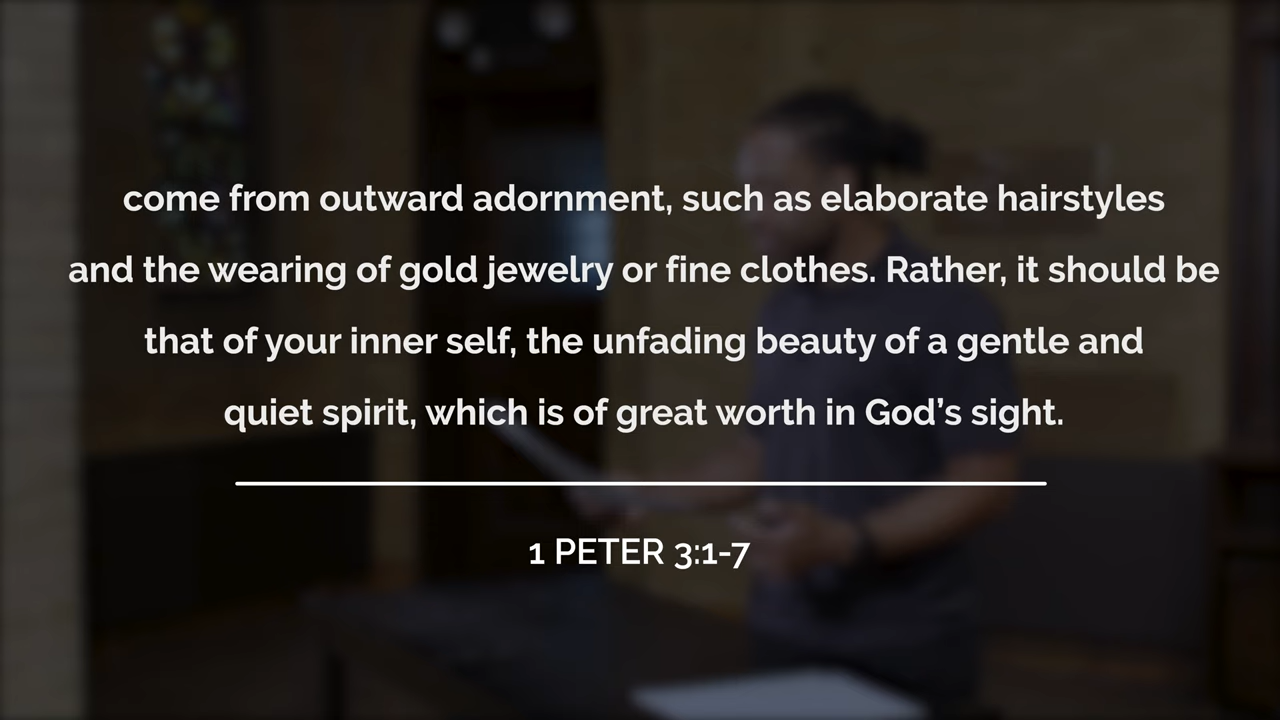 come from outward adornment, such as elaborate hairstyles
and the wearing of gold jewelry or fine clothes. Rather, it should be
that of your inner self, the unfading beauty of a gentle and
quiet spirit, which is of great worth in God’s sight.
1 PETER 3:1-7